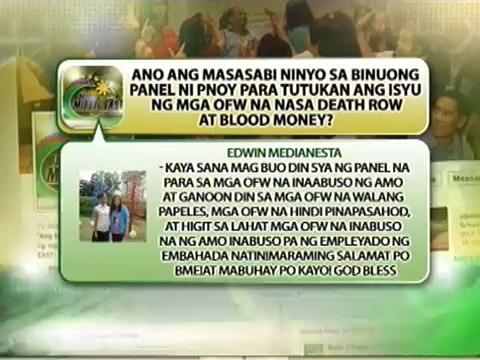 ANO ANG MASASABI NINYO SA BINUONG
PANEL NI PNOY PARA TUTUKAN ANG ISYU
NG MGA OFW NA NASA DEATH ROW
AT BLOOD MONEY?
EDWIN MEDIANESTA
- KAYA SANA MAG BUO DIN SYA NG PANEL NA
PARA SA MGA OFW NA INAABUSO NG AMO
AT GANOON DIN SA MGA OFW NA WALANG
PAPELES, MGA OFW NA HINDI PINAPASAHOD,
AT HIGIT SA LAHAT MGA OFW NA INABUSO
NA NG AMO INABUSO PA NG EMPLEYADO NG
EMBAHADA NATIN!MARAMING SALAMAT PO
BMEJAT MABUHAY PO KAYO! GOD BLESS